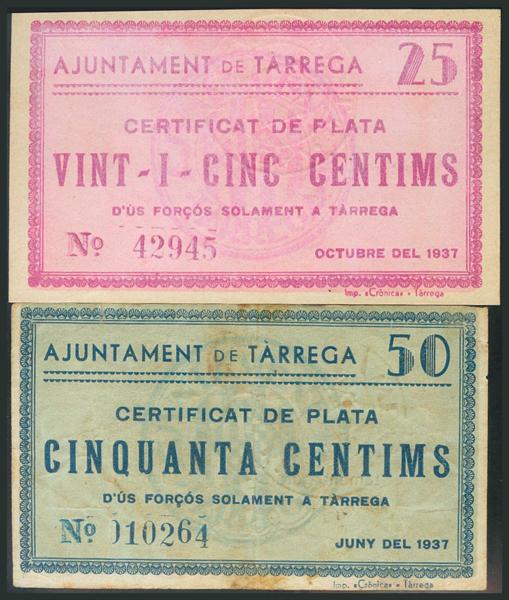 AJUNTAMENT DE TÀRREGA 25
CERTIFICAT DE PLATA
VINT-I-CINC CENTIMS
D'ÚS FORÇÓS SOLAMENT A TÀRREGA
Nº 42945 OCTUBRE DEL 1937
Imp. «Crònica» - Tàrrega
AJUNTAMENT DE TÀRREGA 50
CERTIFICAT DE PLATA
CINQUANTA CENTIMS
D'ÚS FORÇÓS SOLAMENT A TÀRREGA
Nº 010264 JUNY DEL 1937
Imp. «Crònica» - Tàrrega